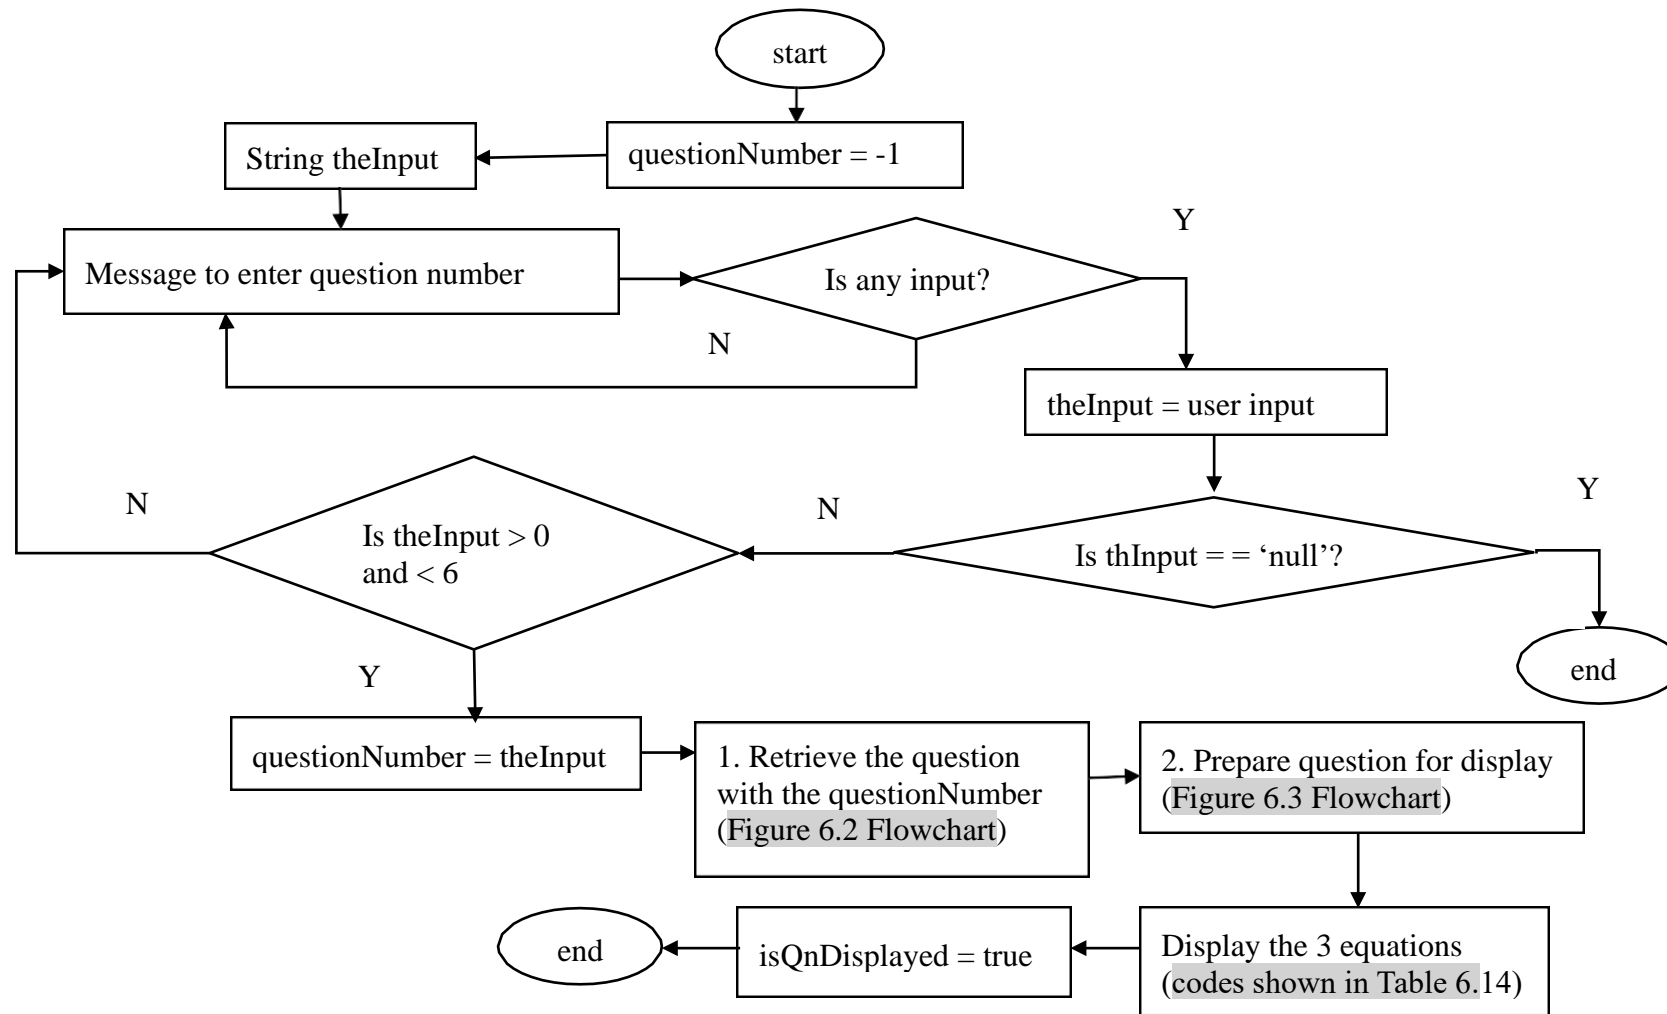 start
questionNumber = -1
String theInput
Message to enter question number
Is any input?
Y
N
theInput = user input
Is thInput = = ‘null’?
Y
end
N
Is theInput > 0
and < 6
N
Y
questionNumber = theInput
1. Retrieve the question
with the questionNumber
(Figure 6.2 Flowchart)
2. Prepare question for display
(Figure 6.3 Flowchart)
Display the 3 equations
(codes shown in Table 6.14)
isQnDisplayed = true
end